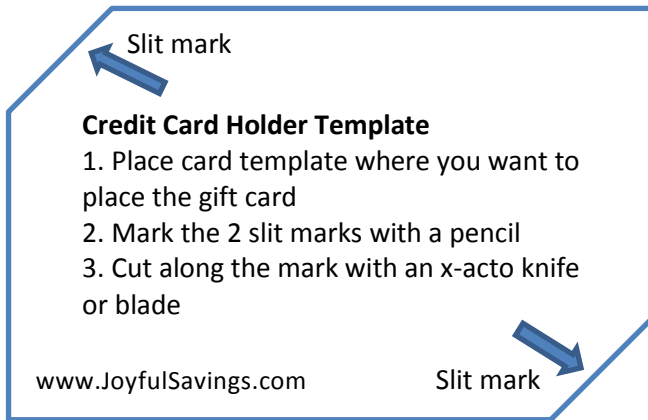 Slit mark
Credit Card Holder Template
1. Place card template where you want to
place the gift card
2. Mark the 2 slit marks with a pencil
3. Cut along the mark with an x-acto knife
or blade
www.JoyfulSavings.com
Slit mark